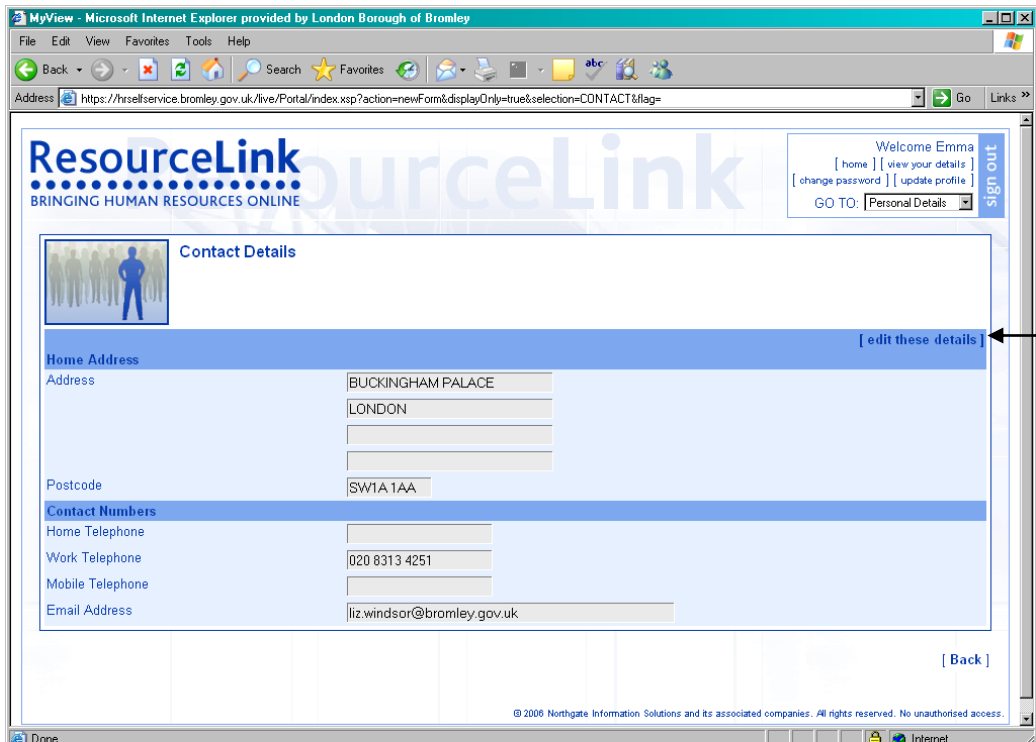 MyView - Microsoft Internet Explorer provided by London Borough of Bromley
File Edit View Favorites Tools Help
Back Search Favorites
Address https://hrselfservice.bromley.gov.uk/live/Portal/index.xsp?action=newForm&displayOnly=true&selection=CONTACT&flag= Go Links »
ResourceLink
BRINGING HUMAN RESOURCES ONLINE
ResourceLink
Welcome Emma
[ home ] [ view your details ]
[ change password ] [ update profile ]
GO TO: Personal Details
sign out
Contact Details
[ edit these details ]
Home Address
Address BUCKINGHAM PALACE
LONDON
Postcode SW1A 1AA
Contact Numbers
Home Telephone
Work Telephone 020 8313 4251
Mobile Telephone
Email Address liz.windsor@bromley.gov.uk
[ Back ]
© 2006 Northgate Information Solutions and its associated companies. All rights reserved. No unauthorised access.
Done Internet